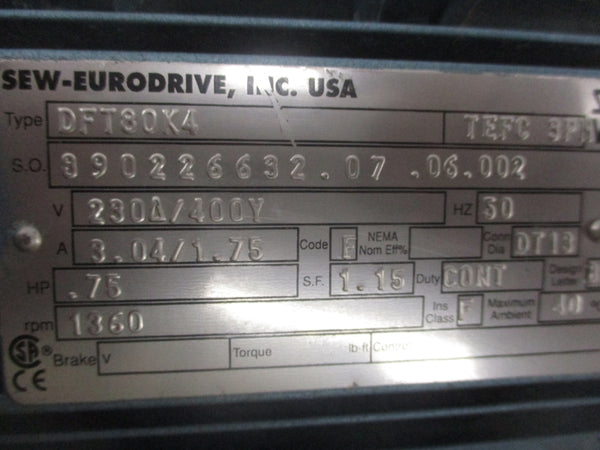 SEW-EURODRIVE, INC. USA
Type DFT80K4 TEFC 3PH
S.O. 890226632.07.06.002
V 230Δ/400Y HZ 50
A 3.04/1.75 Code F NEMA Nom Eff% Conn Dia DT13
HP .75 S.F. 1.15 Duty CONT Design Letter
rpm 1360 Ins Class F Maximum Ambient 40
Brake V Torque lb-ft